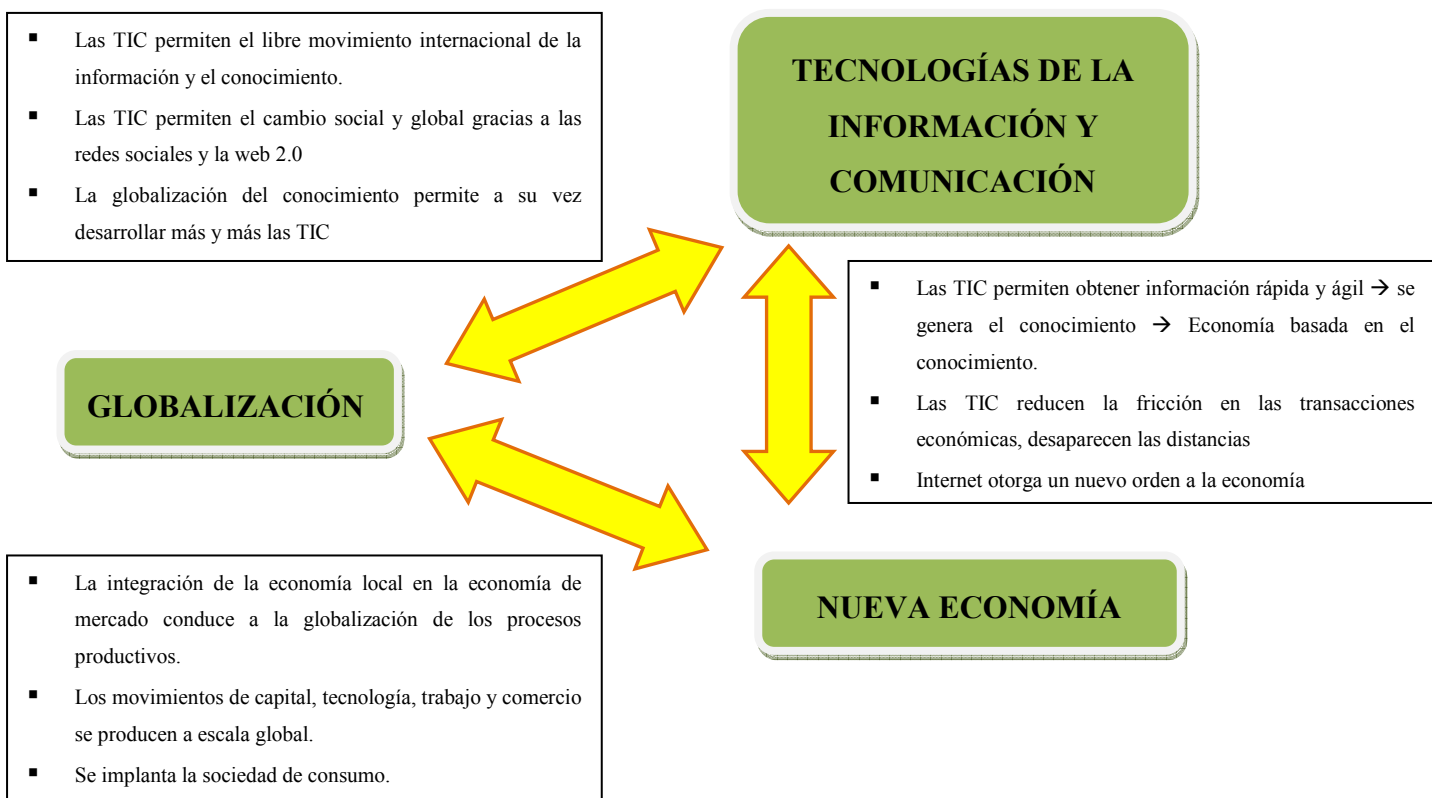 ▪ Las TIC permiten el libre movimiento internacional de la
información y el conocimiento.
▪ Las TIC permiten el cambio social y global gracias a las
redes sociales y la web 2.0
▪ La globalización del conocimiento permite a su vez
desarrollar más y más las TIC
TECNOLOGÍAS DE LA
INFORMACIÓN Y
COMUNICACIÓN
▪ Las TIC permiten obtener información rápida y ágil → se
genera el conocimiento → Economía basada en el
conocimiento.
▪ Las TIC reducen la fricción en las transacciones
económicas, desaparecen las distancias
▪ Internet otorga un nuevo orden a la economía
GLOBALIZACIÓN
▪ La integración de la economía local en la economía de
mercado conduce a la globalización de los procesos
productivos.
▪ Los movimientos de capital, tecnología, trabajo y comercio
se producen a escala global.
▪ Se implanta la sociedad de consumo.
NUEVA ECONOMÍA